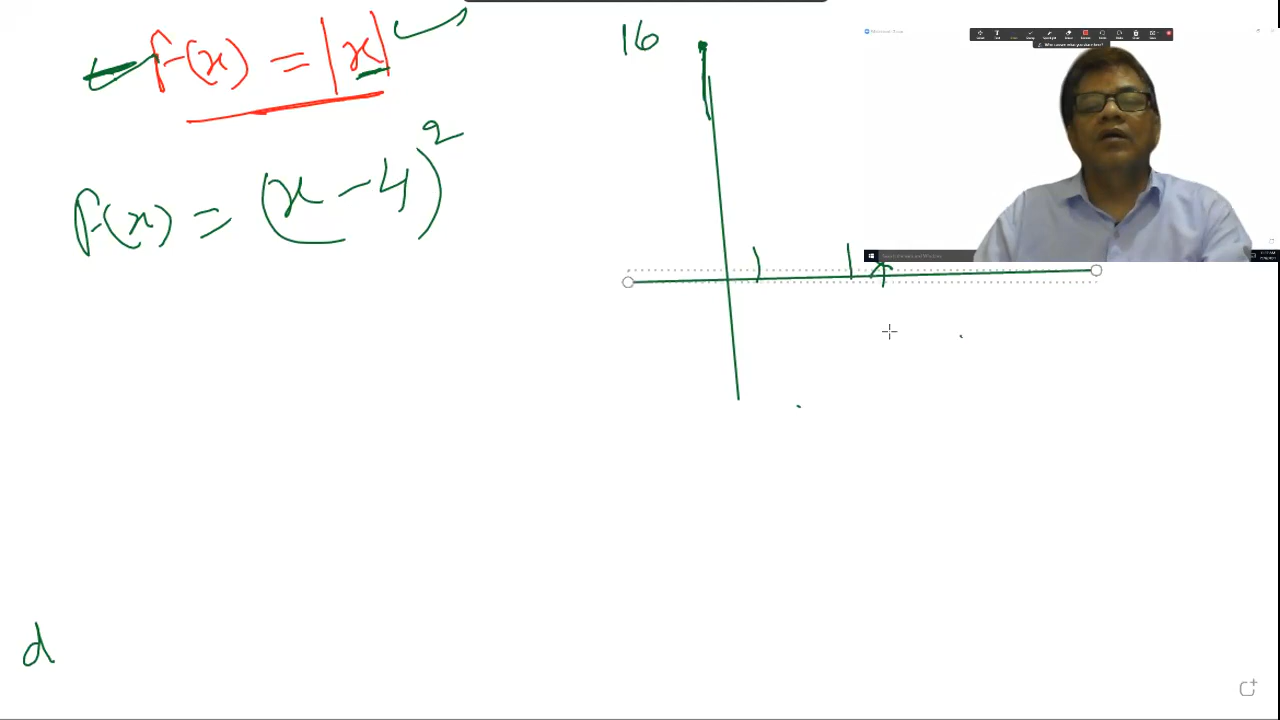 f(x) = |x|
16
f(x) = (x-4)²
d